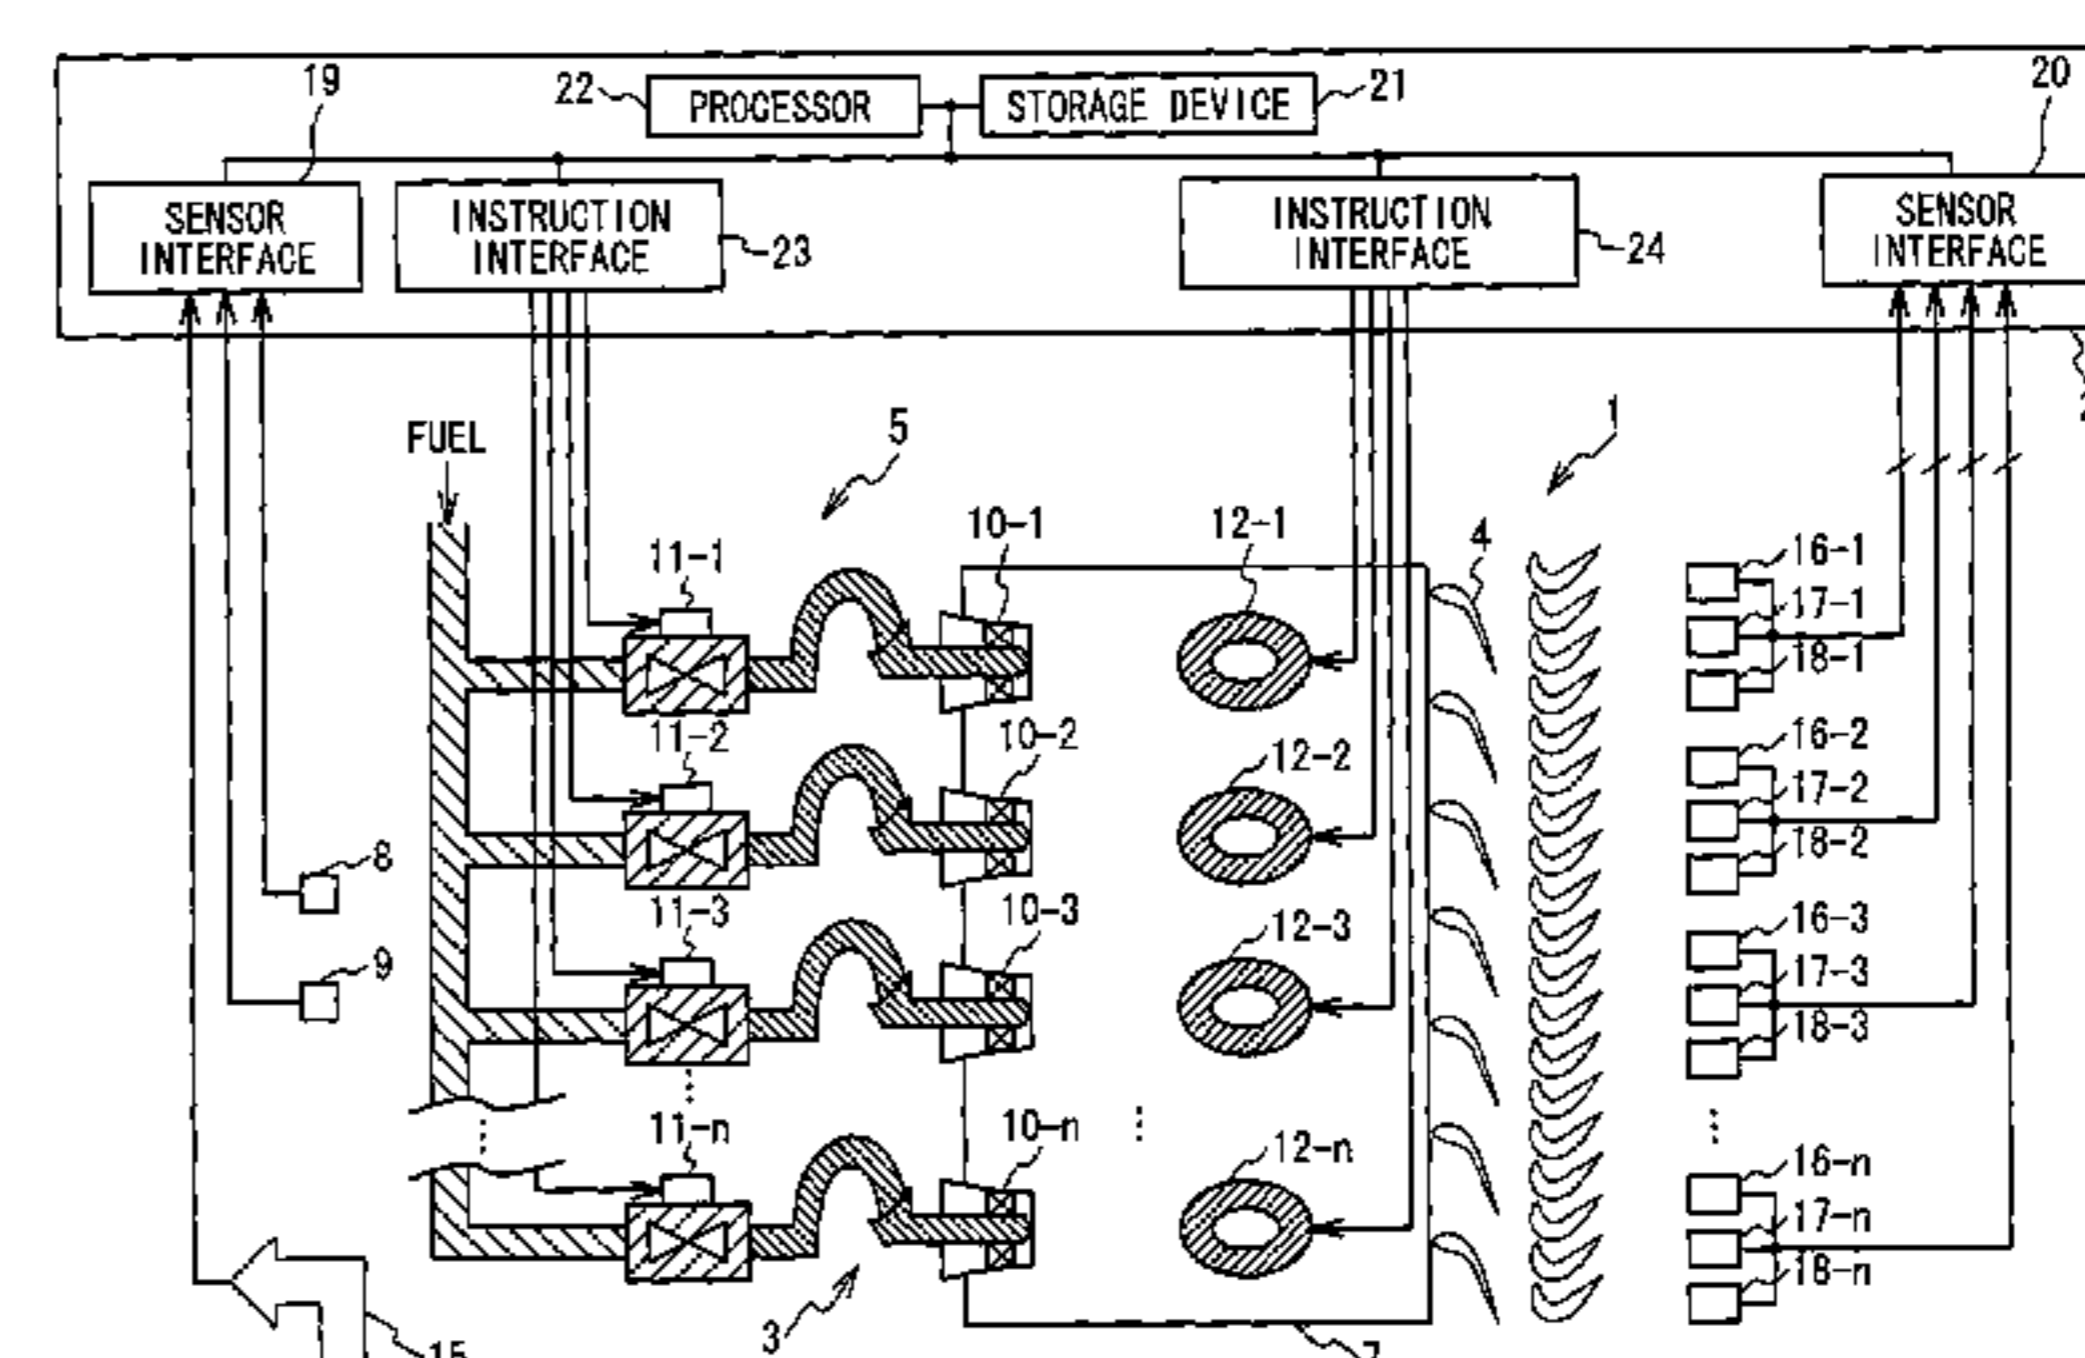 19
22
PROCESSOR
STORAGE DEVICE
21
20
SENSOR
INTERFACE
INSTRUCTION
INTERFACE
23
INSTRUCTION
INTERFACE
24
SENSOR
INTERFACE
FUEL
5
1
10-1
12-1
4
11-1
16-1
17-1
18-1
11-2
10-2
12-2
16-2
17-2
18-2
8
11-3
10-3
12-3
9
16-3
17-3
18-3
11-n
10-n
12-n
16-n
17-n
18-n
3